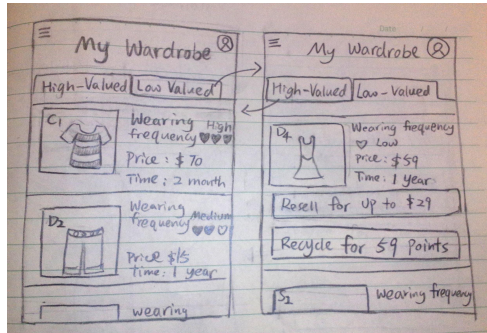 My Wardrobe
High-Valued
Low Valued
C1
Wearing
frequency High
Price : $70
Time : 2 month
D2
Wearing
frequency Medium
Price $15
time: 1 year
wearing
My Wardrobe
High-Valued
Low-Valued
D4
Wearing frequency
Low
Price: $59
Time: 1 year
Resell for up to $29
Recycle for 59 Points
S2
Wearing frequency